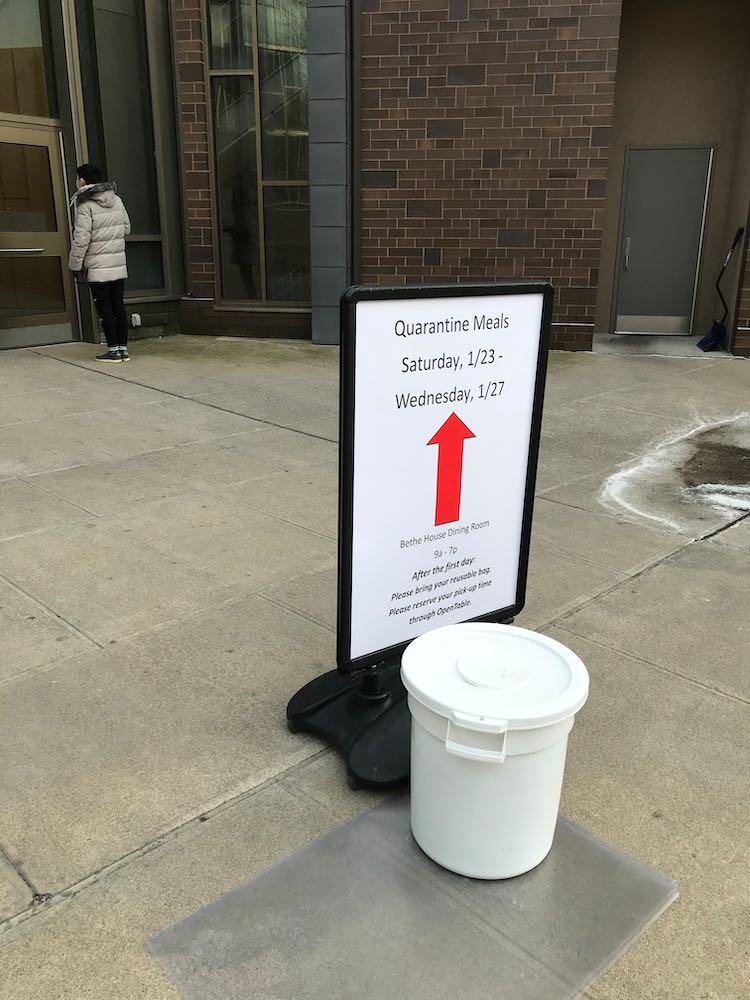 Quarantine Meals
Saturday, 1/23 -
Wednesday, 1/27
Bethe House Dining Room
9a - 7p
After the first day:
Please bring your reusable bag.
Please reserve your pick-up time
through OpenTable.